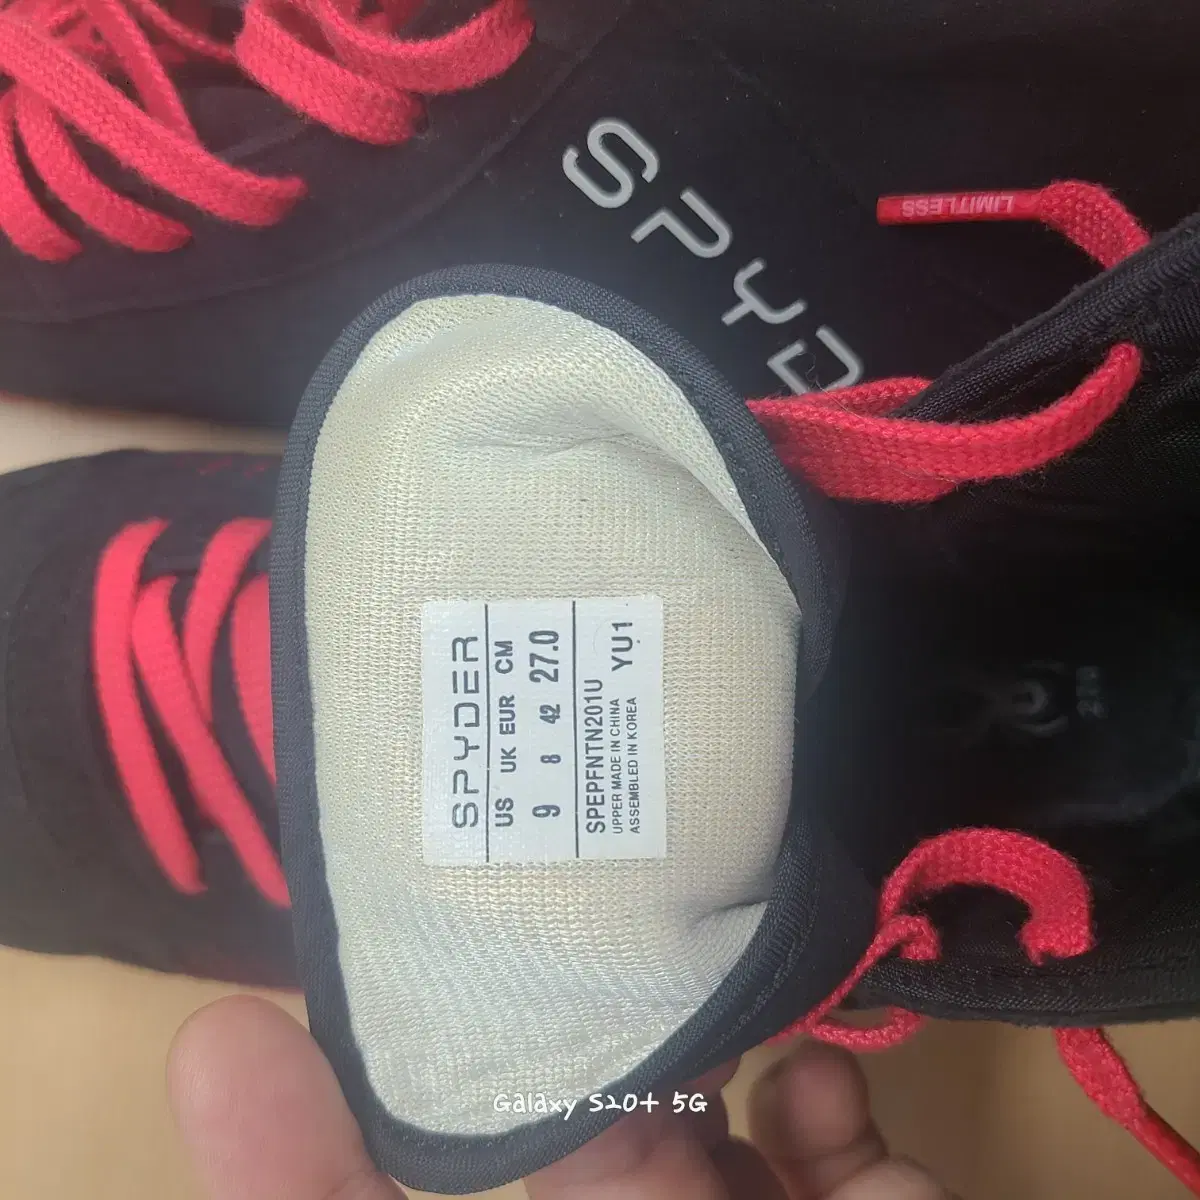 SPYD
LIMITLESS
SPYDER
US UK EUR CM
9 8 42 27.0
SPEPFNTN201U
UPPER MADE IN CHINA YU1
ASSEMBLED IN KOREA
Galaxy S20+ 5G